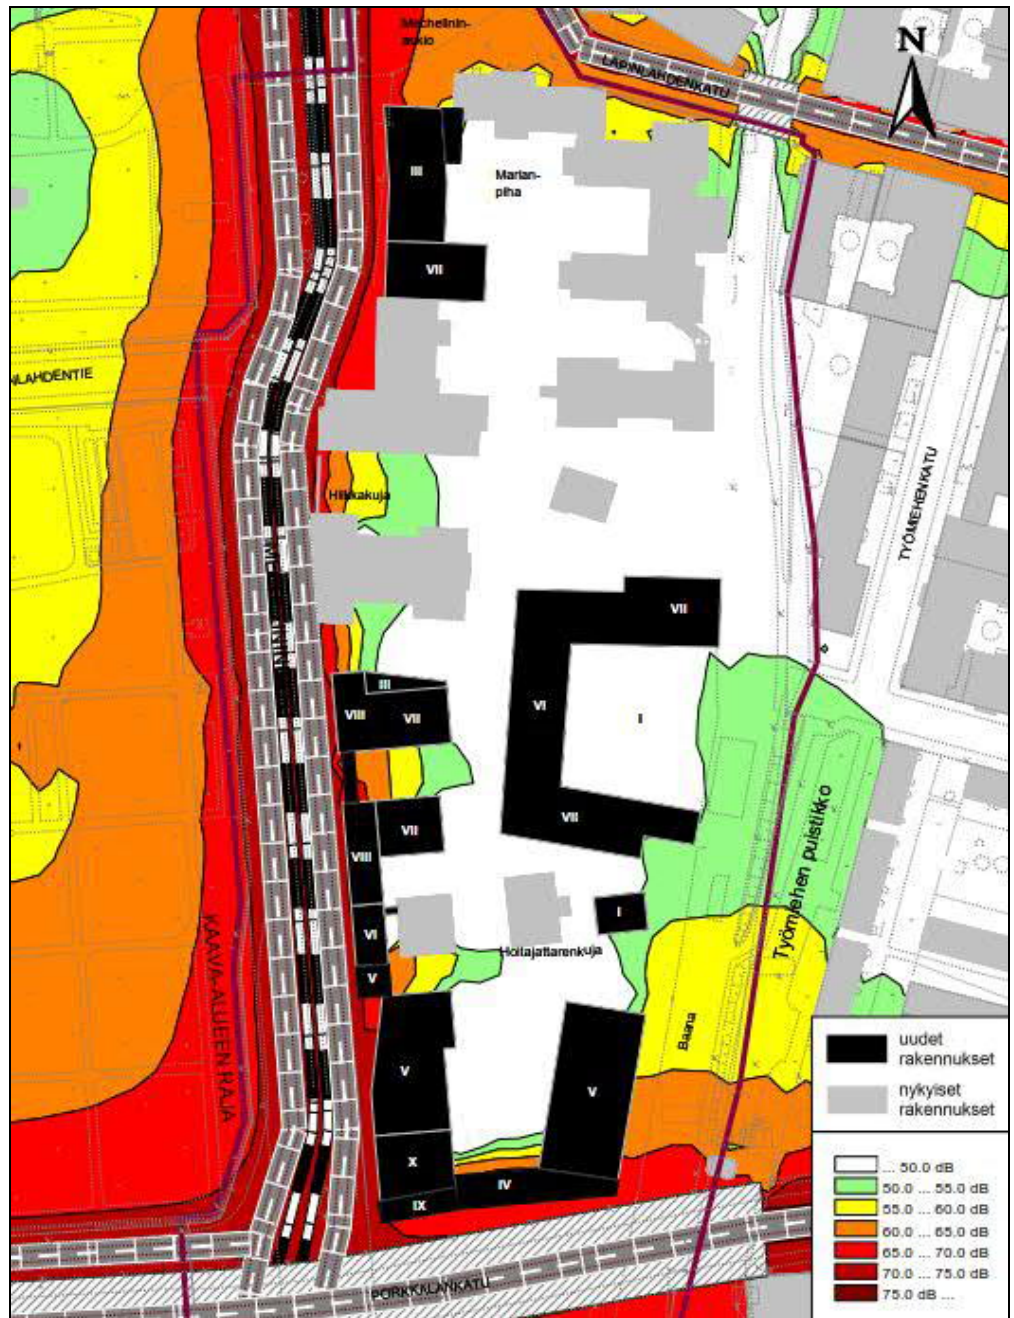 Mechelinin-
aukio
N
LAPINLAHDENKATU
III
Marian-
piha
VII
NLAHDENTIE
TYÖMIEHENKATU
Hilkkakuja
VII
III
VIII
VII
VI
I
VII
VII
VIII
Työmiehen puistikko
I
VI
Hoitajattarenkuja
V
KAAVA-ALUEEN RAJA
Baana
V
V
X
IV
IX
PORKKALANKATU
uudet
rakennukset
nykyiset
rakennukset
... 50.0 dB
50.0 ... 55.0 dB
55.0 ... 60.0 dB
60.0 ... 65.0 dB
65.0 ... 70.0 dB
70.0 ... 75.0 dB
75.0 dB ...